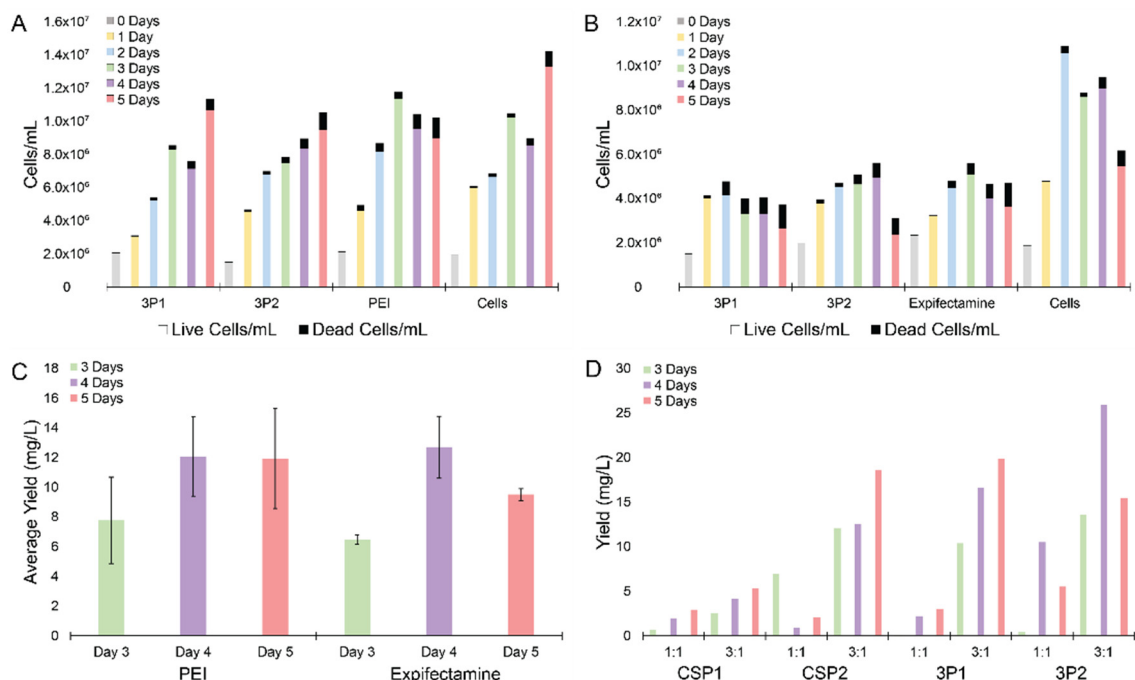 A
1.6x10⁷
1.4x10⁷
1.2x10⁷
1.0x10⁷
8.0x10⁶
6.0x10⁶
4.0x10⁶
2.0x10⁶
0
Cells/mL
0 Days
1 Day
2 Days
3 Days
4 Days
5 Days
3P1 3P2 PEI Cells
Live Cells/mL Dead Cells/mL
B
1.2x10⁷
1.0x10⁷
8.0x10⁶
6.0x10⁶
4.0x10⁶
2.0x10⁶
0
Cells/mL
0 Days
1 Day
2 Days
3 Days
4 Days
5 Days
3P1 3P2 Expifectamine Cells
Live Cells/mL Dead Cells/mL
C
18
16
14
12
10
8
6
4
2
0
Average Yield (mg/L)
3 Days
4 Days
5 Days
Day 3 Day 4 Day 5 Day 3 Day 4 Day 5
PEI Expifectamine
D
30
25
20
15
10
5
0
Yield (mg/L)
3 Days
4 Days
5 Days
1:1 3:1 1:1 3:1 1:1 3:1 1:1 3:1
CSP1 CSP2 3P1 3P2